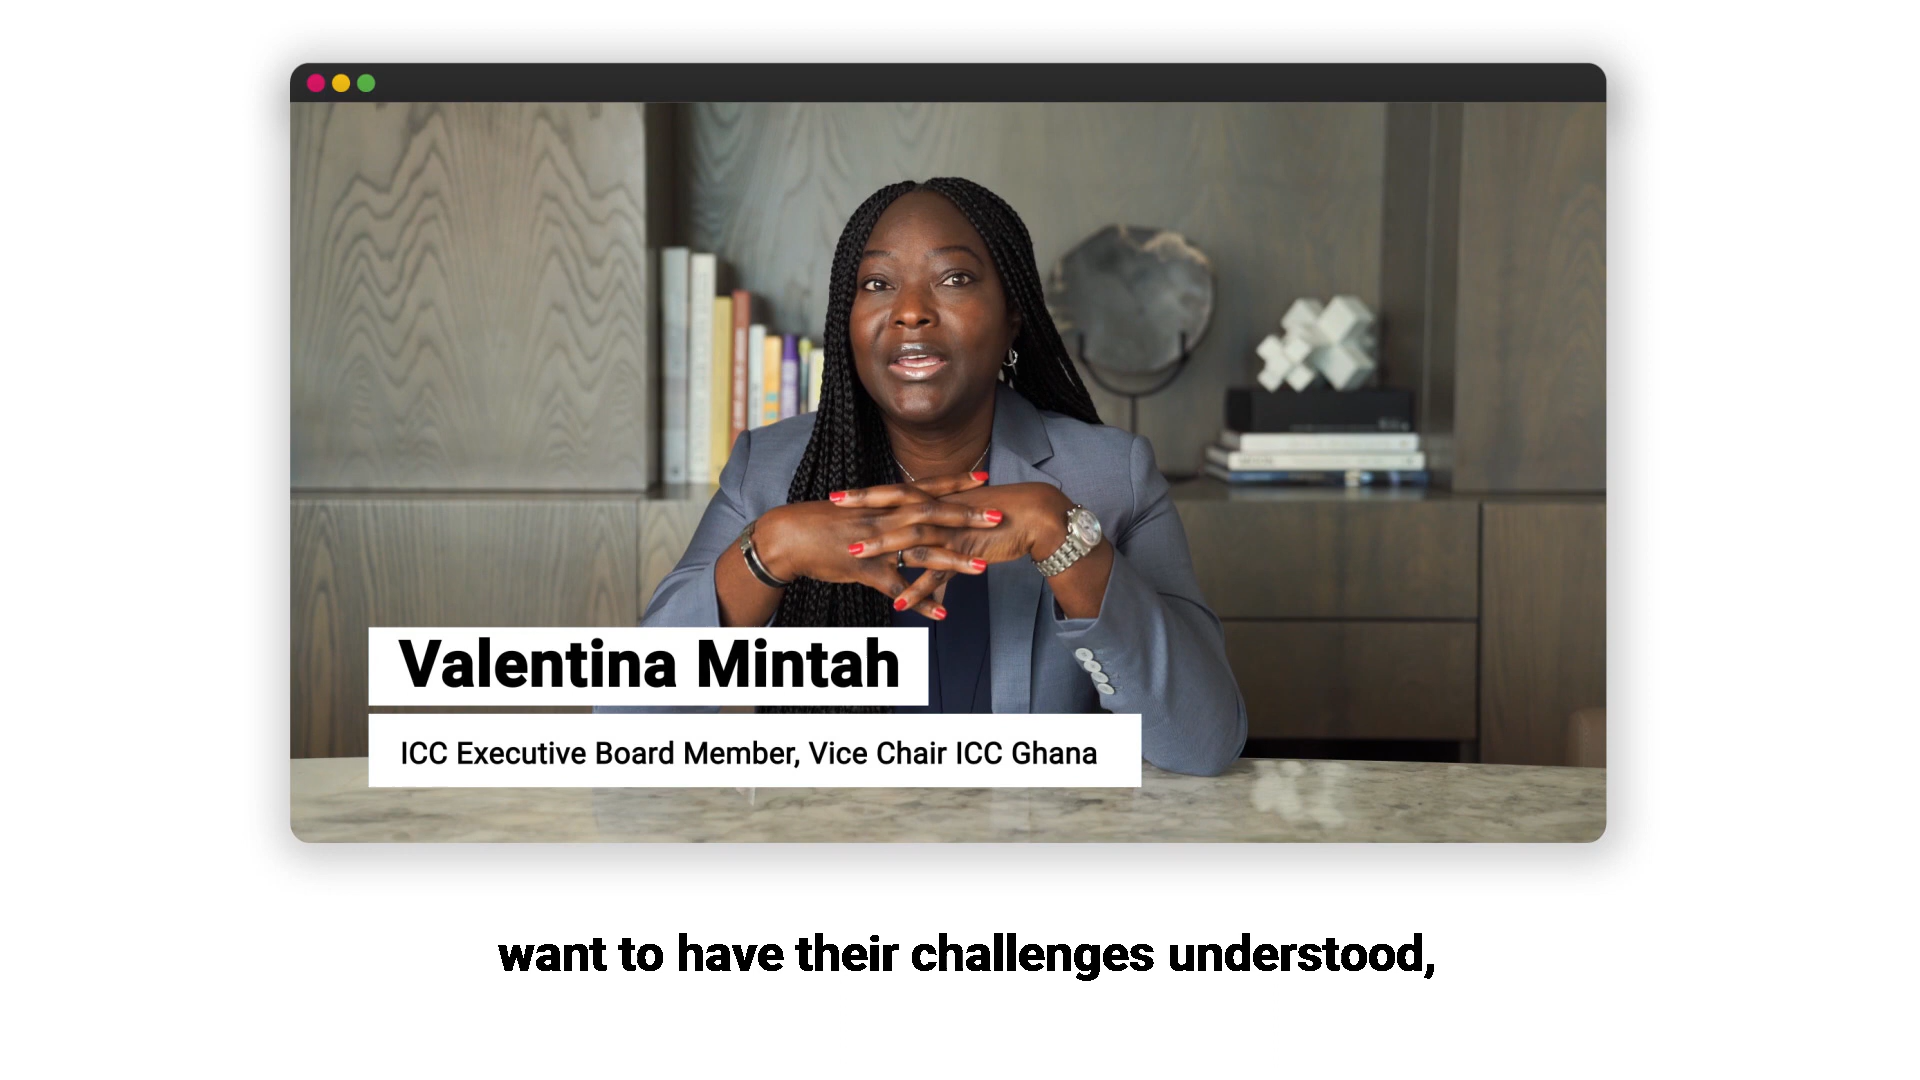 Valentina Mintah
ICC Executive Board Member, Vice Chair ICC Ghana
want to have their challenges understood,